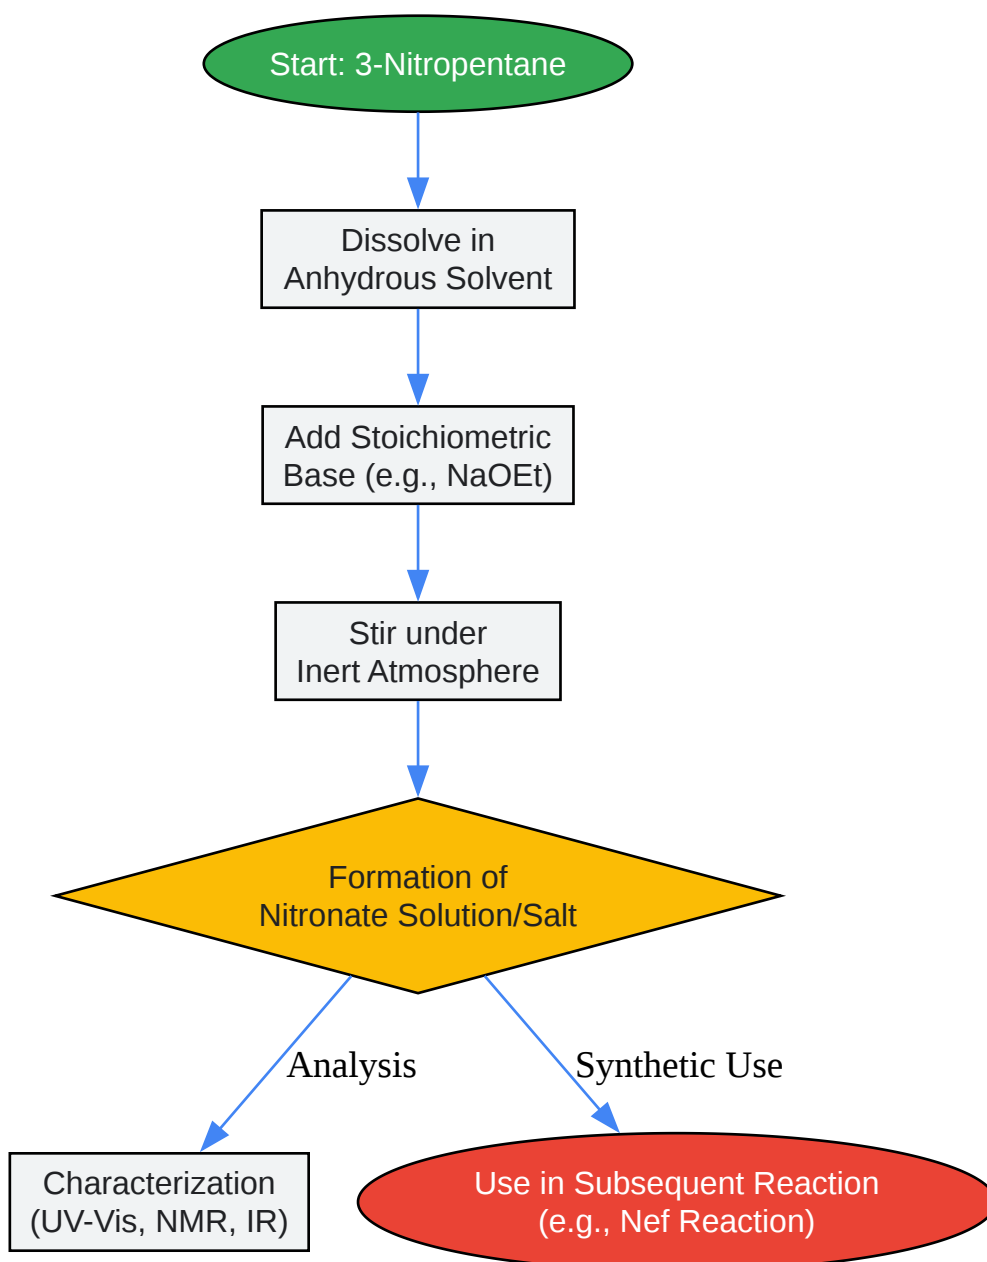 Start: 3-Nitropentane
Dissolve in
Anhydrous Solvent
Add Stoichiometric
Base (e.g., NaOEt)
Stir under
Inert Atmosphere
Formation of
Nitronate Solution/Salt
Analysis
Synthetic Use
Characterization
(UV-Vis, NMR, IR)
Use in Subsequent Reaction
(e.g., Nef Reaction)